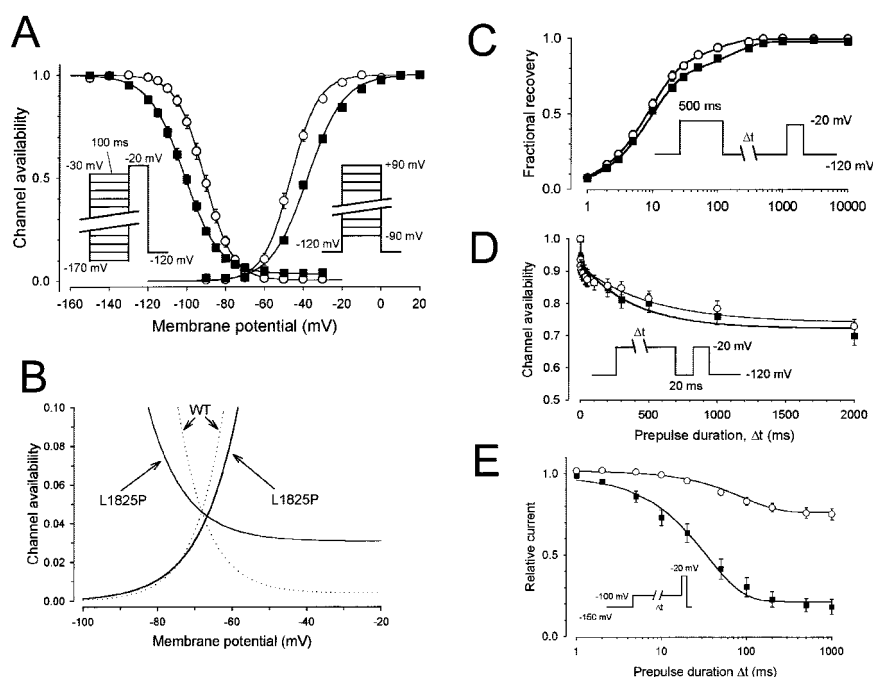 A
Channel availability
1.0
0.5
0.0
100 ms
-30 mV
-20 mV
-170 mV
-120 mV
+90 mV
-120 mV
-90 mV
-160 -140 -120 -100 -80 -60 -40 -20 0 20
Membrane potential (mV)
B
Channel availability
0.10
0.08
0.06
0.04
0.02
0.00
WT
L1825P
L1825P
-100 -80 -60 -40 -20
Membrane potential (mV)
C
Fractional recovery
1.0
0.8
0.6
0.4
0.2
0.0
500 ms
Δt
-20 mV
-120 mV
1 10 100 1000 10000
D
Channel availability
1.0
0.9
0.8
0.7
0.6
0.5
Δt
-20 mV
-120 mV
20 ms
0 500 1000 1500 2000
Prepulse duration, Δt (ms)
E
Relative current
1.0
0.5
0.0
-20 mV
-100 mV
Δt
-150 mV
1 10 100 1000
Prepulse duration Δt (ms)